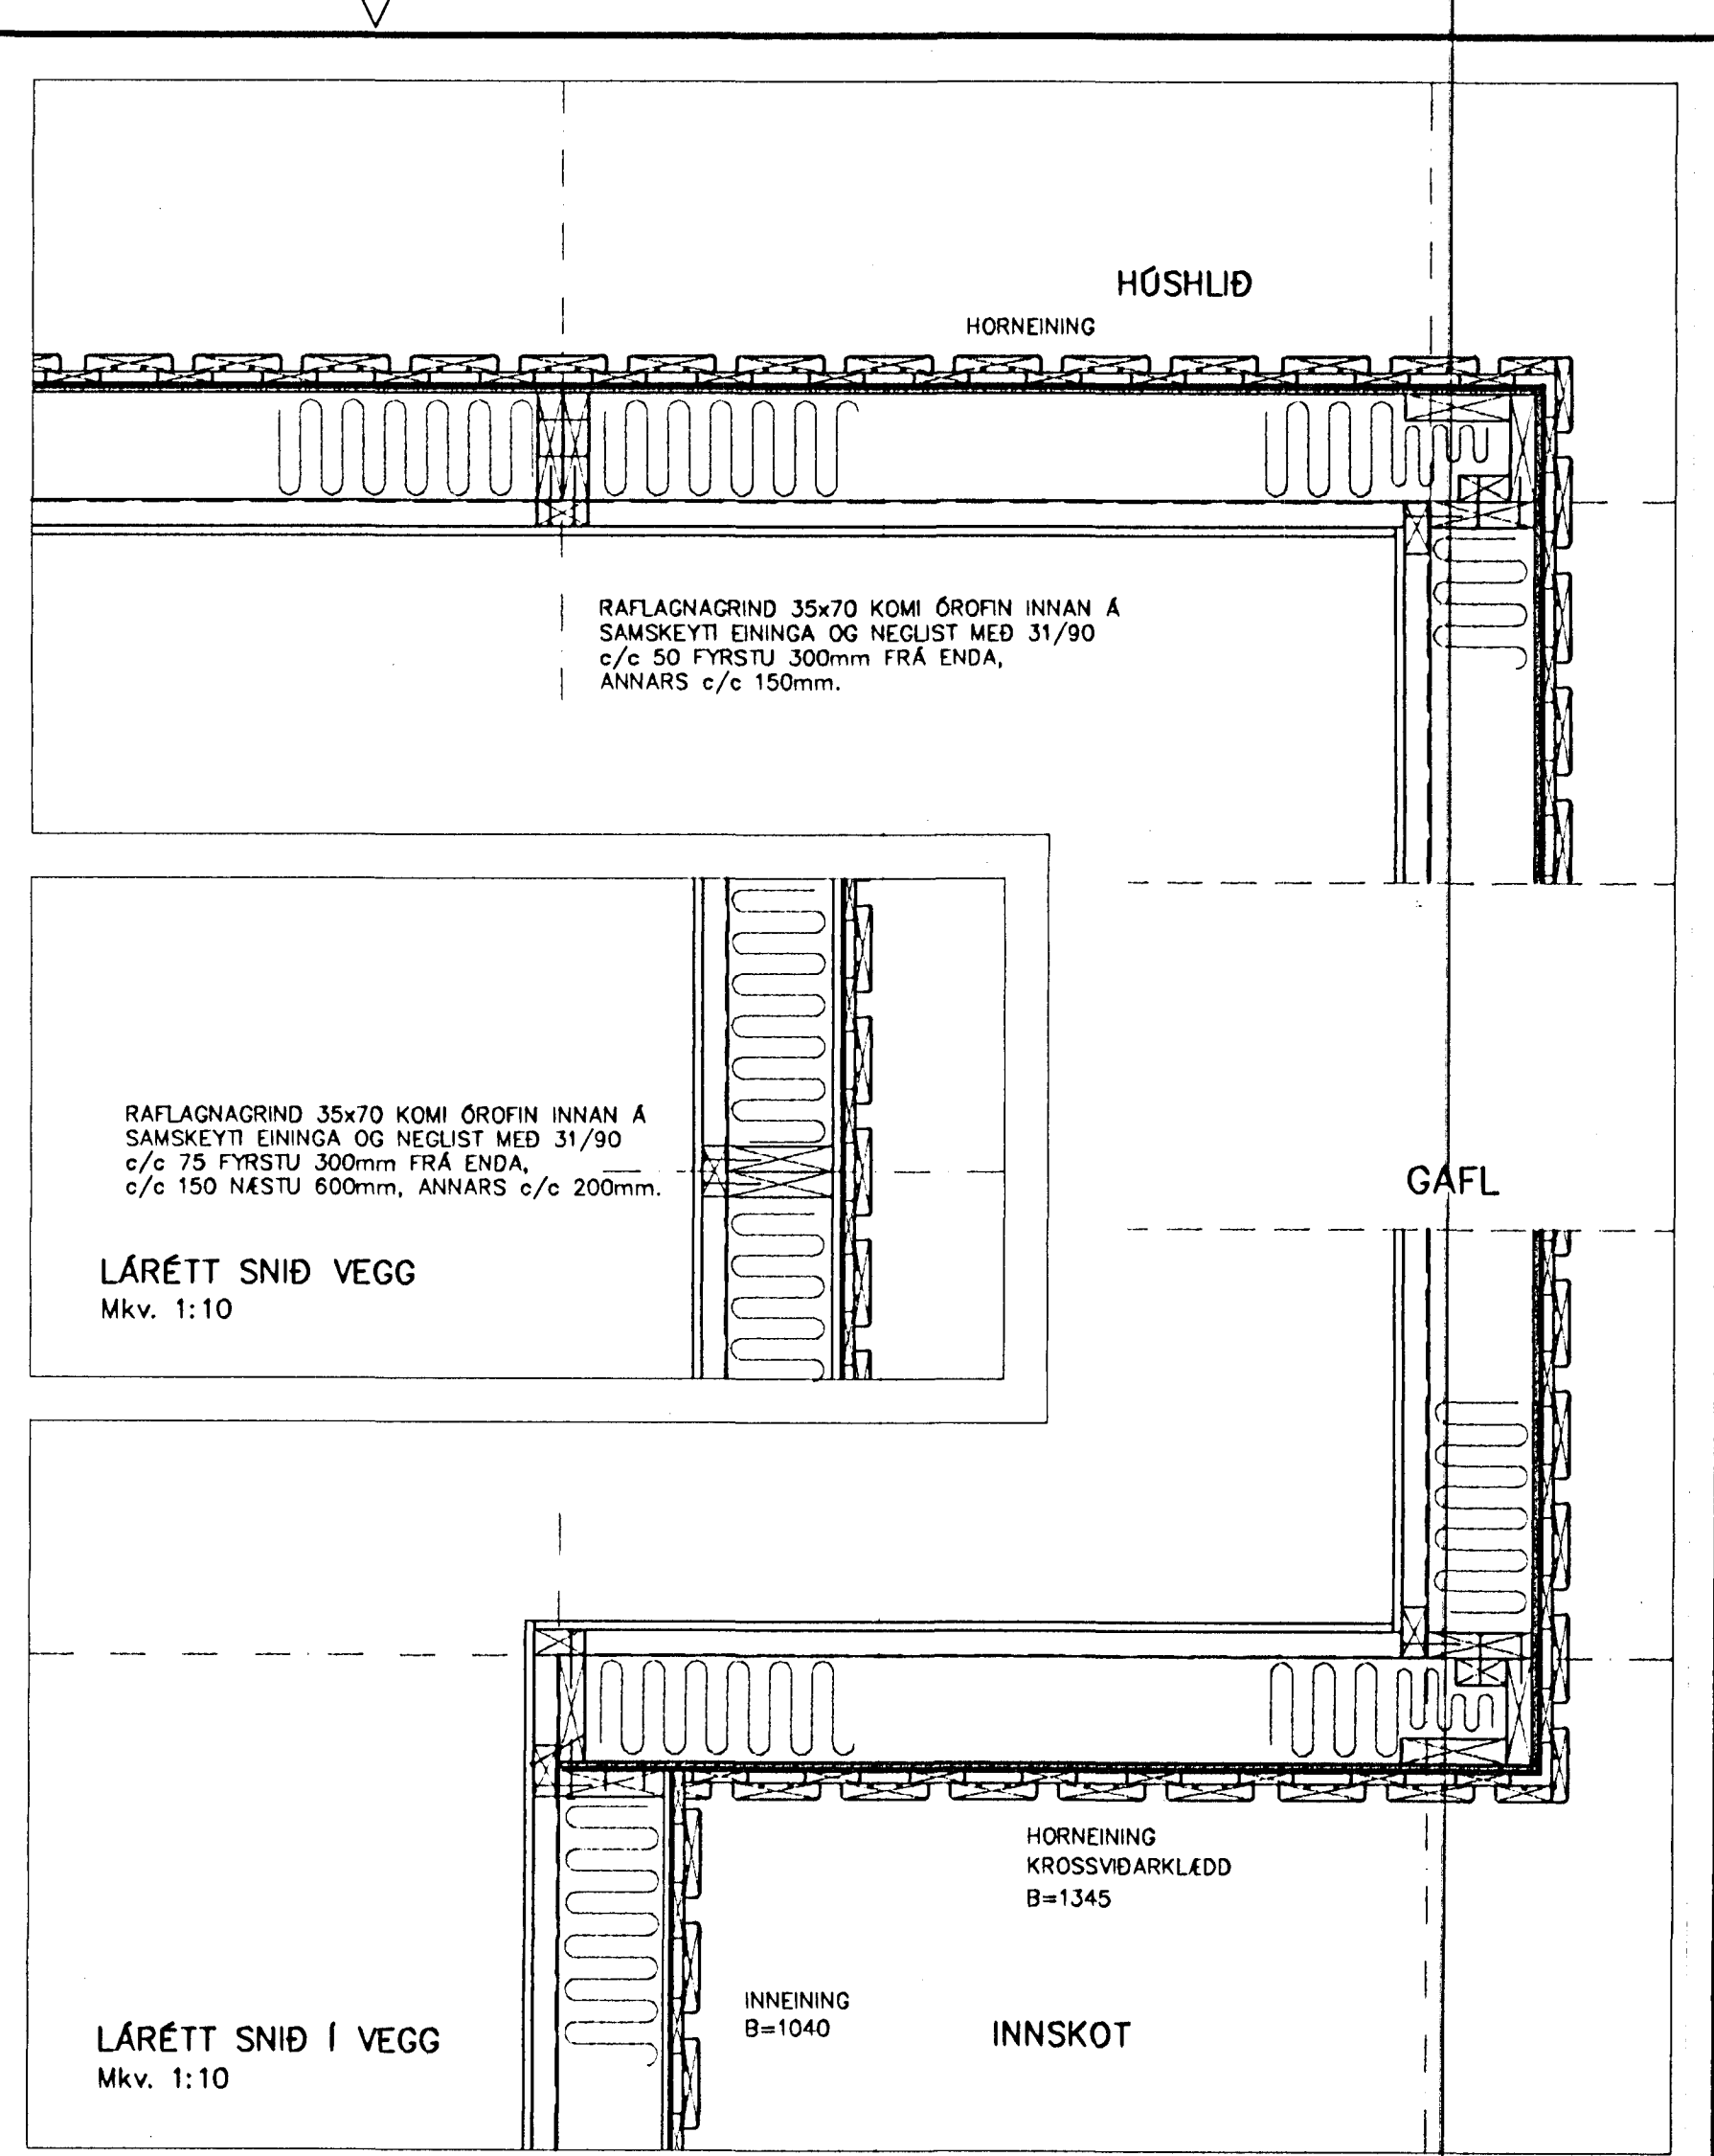 HÚSHLIÐ
HORNEINING
RAFLAGNAGRIND 35x70 KOMI ÓROFIN INNAN Á
SAMSKEYTI EININGA OG NEGLIST MEÐ 31/90
c/c 50 FYRSTU 300mm FRÁ ENDA,
ANNARS c/c 150mm.
RAFLAGNAGRIND 35x70 KOMI ÓROFIN INNAN Á
SAMSKEYTI EININGA OG NEGLIST MEÐ 31/90
c/c 75 FYRSTU 300mm FRÁ ENDA,
c/c 150 NÆSTU 600mm, ANNARS c/c 200mm.
GAFL
LÁRÉTT SNIÐ VEGG
Mkv. 1:10
HORNEINING
KROSSVIÐARKLÆDD
B=1345
INNEINING
B=1040
INNSKOT
LÁRÉTT SNIÐ Í VEGG
Mkv. 1:10